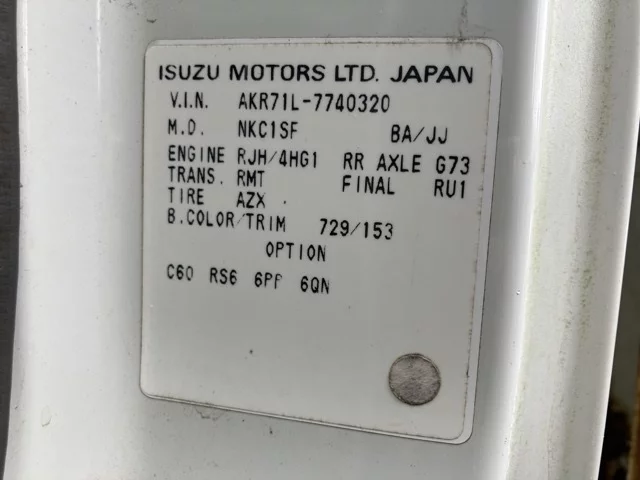 ISUZU MOTORS LTD. JAPAN
V.I.N. AKR71L-7740320
M.D. NKC1SF BA/JJ
ENGINE RJH/4HG1 RR AXLE G73
TRANS. RMT FINAL RU1
TIRE AZX
B.COLOR/TRIM 729/153
OPTION
C60 RS6 6PF 6QN